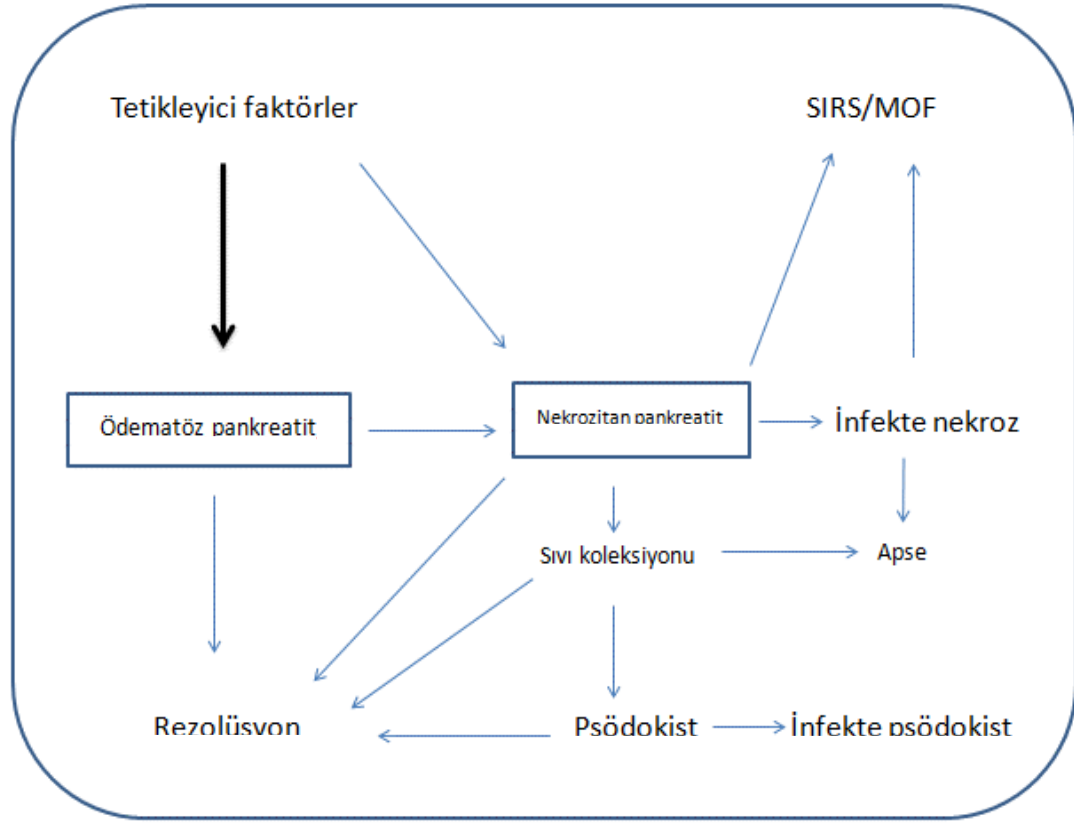 Tetikleyici faktörler
SIRS/MOF
Ödematöz pankreatit
Nekrozitan pankreatit
İnfekte nekroz
Sıvı koleksiyonu
Apse
Rezolüsyon
Psödokist
İnfekte psödokist